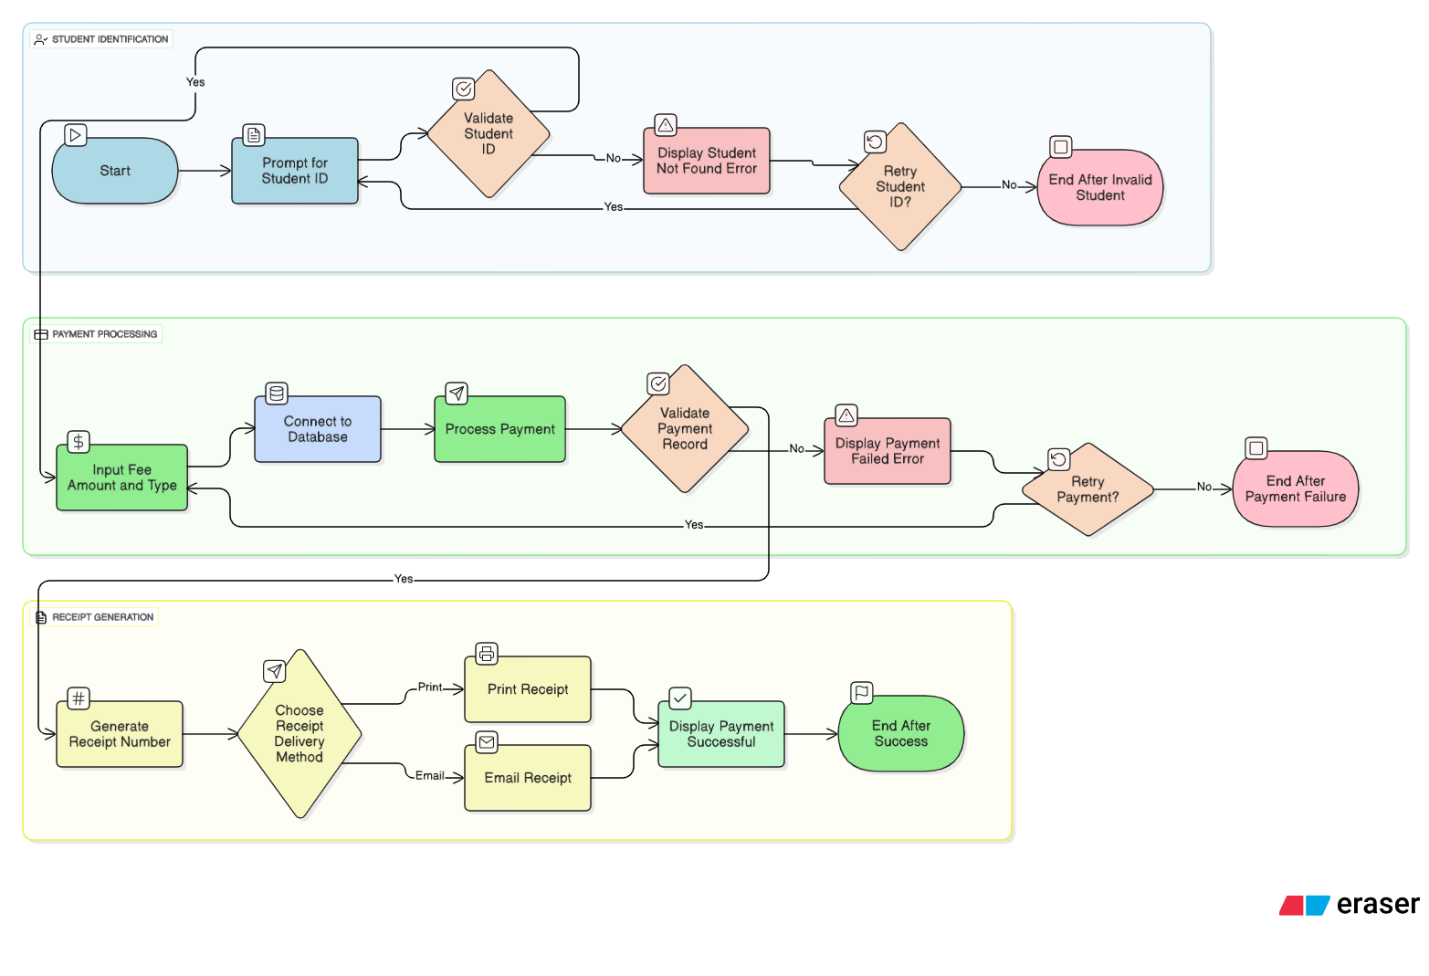 STUDENT IDENTIFICATION
Yes
Start
Prompt for
Student ID
Validate
Student
ID
No
Display Student
Not Found Error
Retry
Student
ID?
No
End After Invalid
Student
Yes
PAYMENT PROCESSING
Input Fee
Amount and Type
Connect to
Database
Process Payment
Validate
Payment
Record
No
Display Payment
Failed Error
Retry
Payment?
No
End After
Payment Failure
Yes
Yes
RECEIPT GENERATION
Generate
Receipt Number
Choose
Receipt
Delivery
Method
Print
Print Receipt
Email
Email Receipt
Display Payment
Successful
End After
Success
eraser